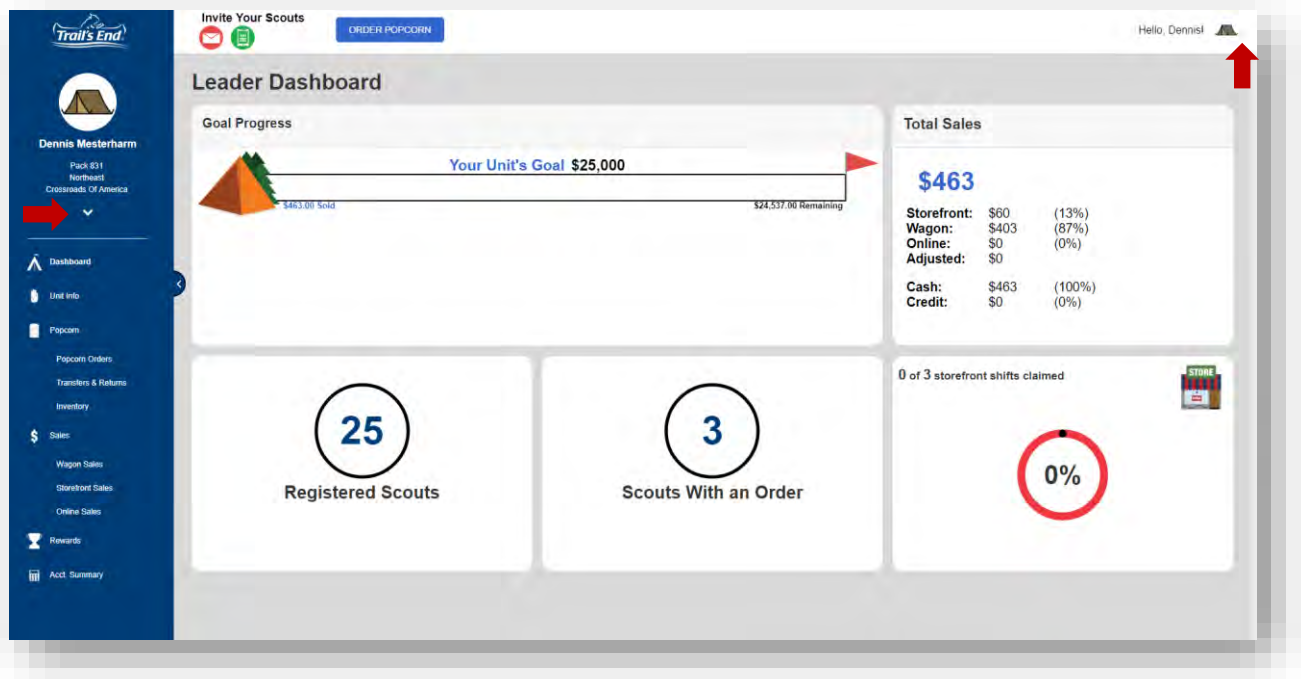 Trail's End
Dennis Mesterharm
Pack 831
Northeast
Crossroads Of America
Dashboard
Unit Info
Popcorn
Popcorn Orders
Transfers & Returns
Inventory
$ Sales
Wagon Sales
Storefront Sales
Online Sales
Rewards
Acct. Summary
Invite Your Scouts
ORDER POPCORN
Hello, Dennis!
Leader Dashboard
Goal Progress
Your Unit's Goal $25,000
$463.00 Sold
$24,537.00 Remaining
Total Sales
$463
Storefront: $60 (13%)
Wagon: $403 (87%)
Online: $0 (0%)
Adjusted: $0
Cash: $463 (100%)
Credit: $0 (0%)
25
Registered Scouts
3
Scouts With an Order
0 of 3 storefront shifts claimed
STORE
0%